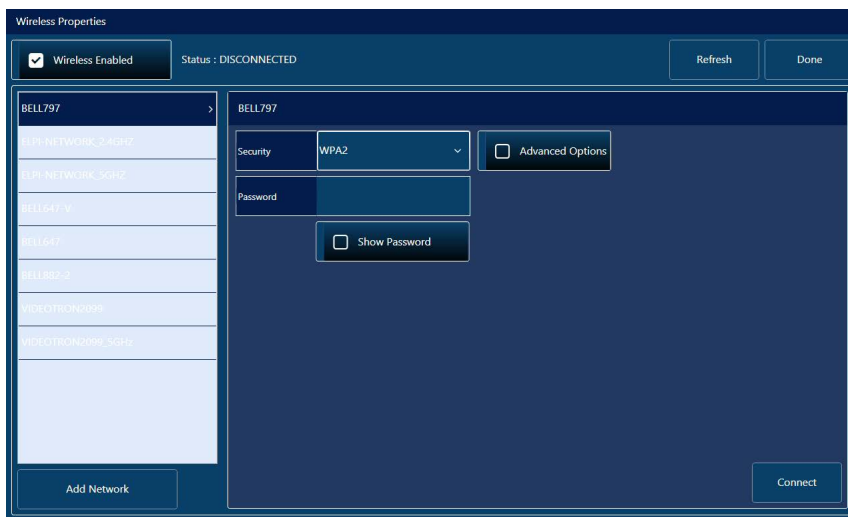 Wireless Properties
Wireless Enabled
Status : DISCONNECTED
Refresh
Done
BELL797
ELPI-NETWORK_2.4GHZ
ELPI-NETWORK_5GHZ
BELL647-V
BELL647
BELL882-2
VIDEOTRON2099
VIDEOTRON2099_5GHz
Add Network
BELL797
Security
WPA2
Advanced Options
Password
Show Password
Connect